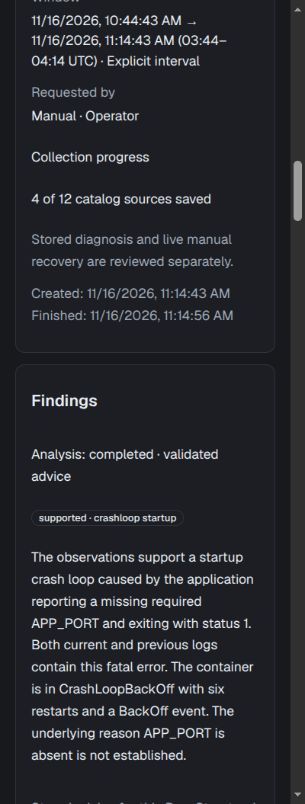 Window
11/16/2026, 10:44:43 AM →
11/16/2026, 11:14:43 AM (03:44–
04:14 UTC) · Explicit interval
Requested by
Manual · Operator
Collection progress
4 of 12 catalog sources saved
Stored diagnosis and live manual
recovery are reviewed separately.
Created: 11/16/2026, 11:14:43 AM
Finished: 11/16/2026, 11:14:56 AM
Findings
Analysis: completed · validated
advice
supported · crashloop startup
The observations support a startup
crash loop caused by the application
reporting a missing required
APP_PORT and exiting with status 1.
Both current and previous logs
contain this fatal error. The container
is in CrashLoopBackOff with six
restarts and a BackOff event. The
underlying reason APP_PORT is
absent is not established.